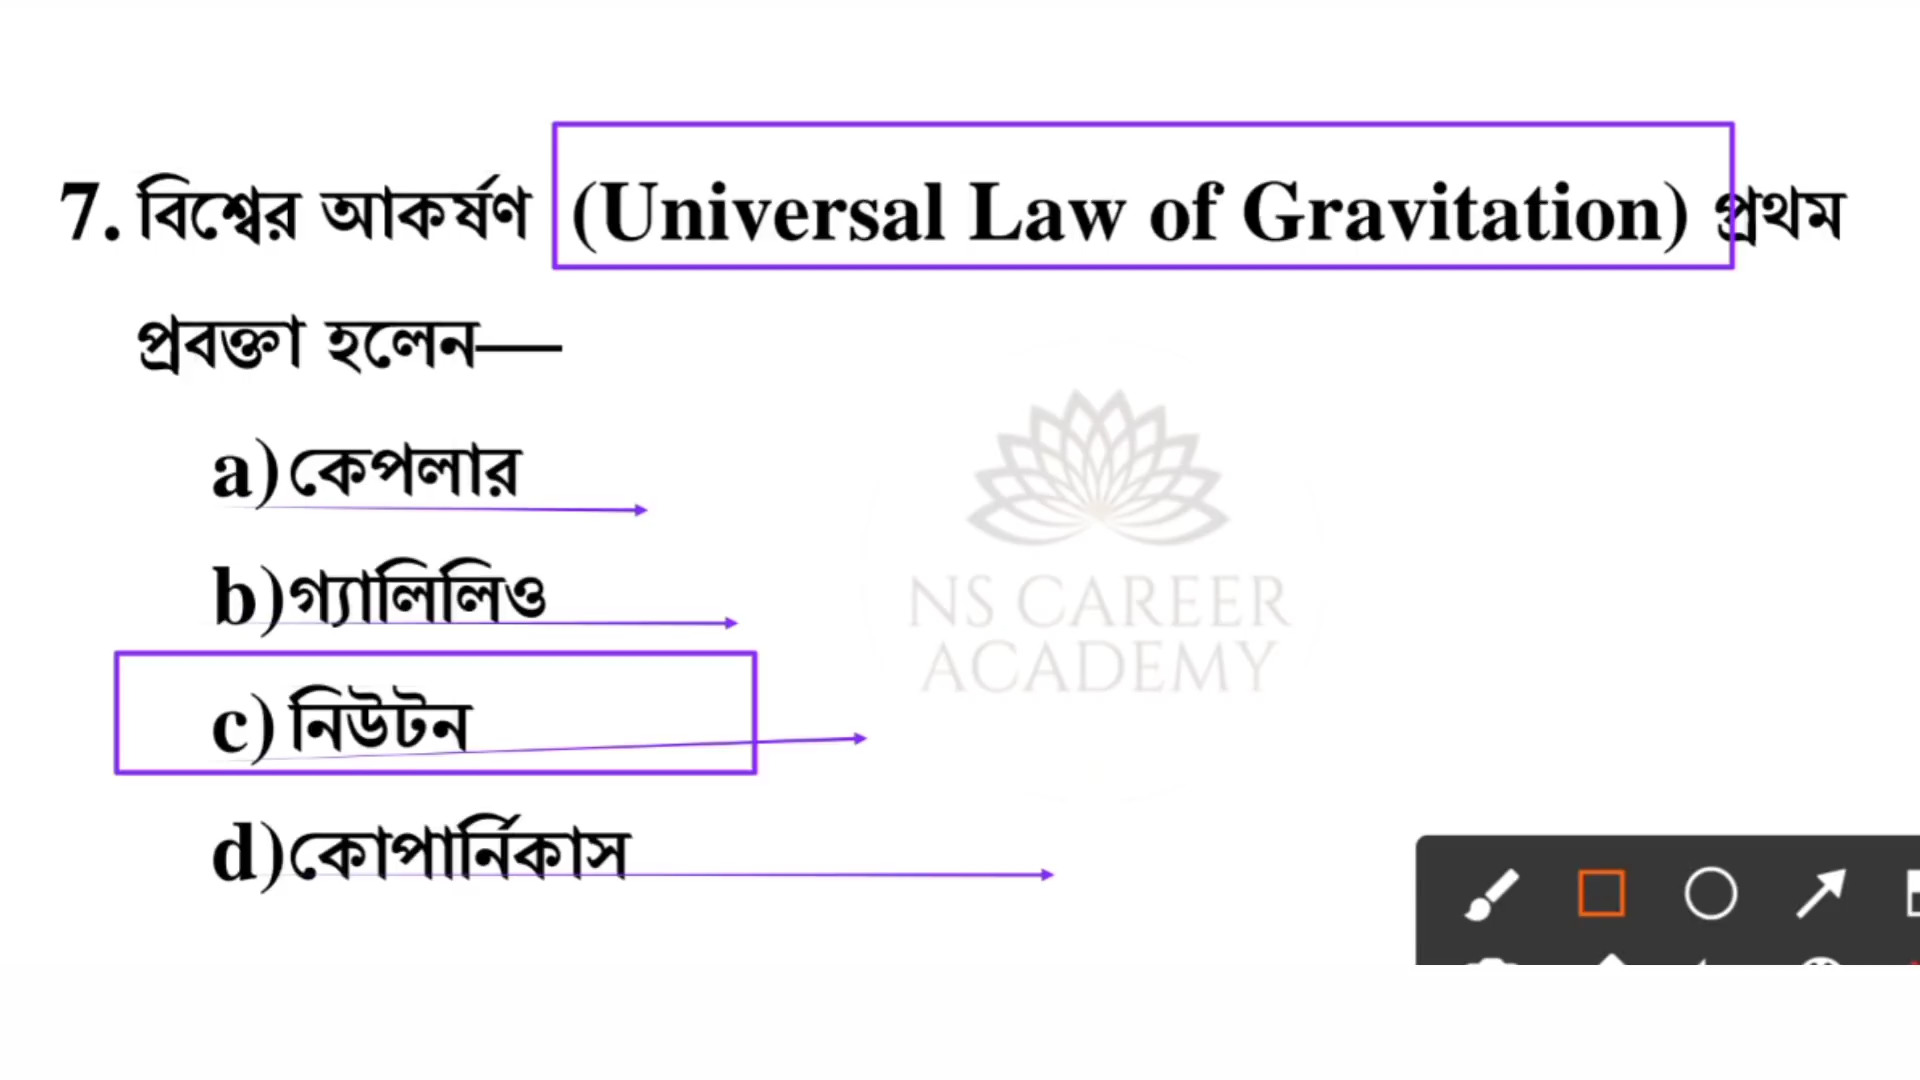 7. বিশ্বের আকর্ষণ (Universal Law of Gravitation) প্রথম
প্রবক্তা হলেন—
a) কেপলার
b) গ্যালিলিও
c) নিউটন
d) কোপার্নিকাস
NS CAREER
ACADEMY